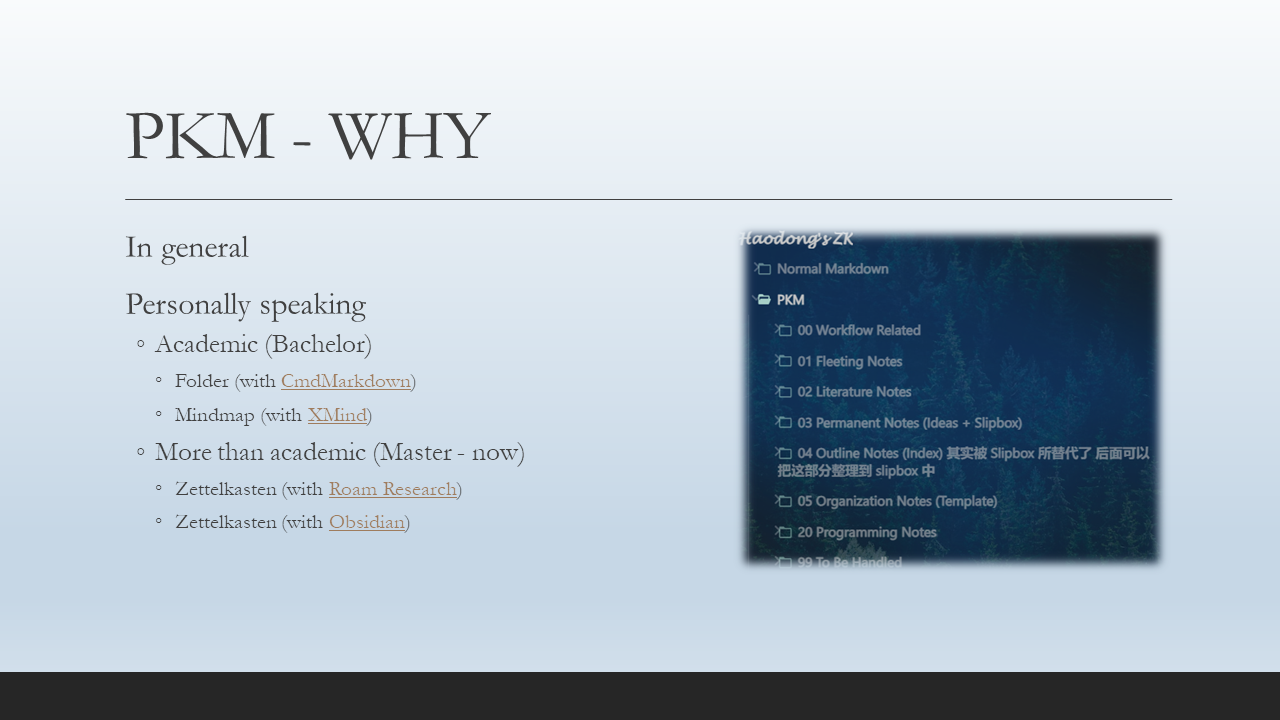 PKM - WHY
In general
Personally speaking
◦ Academic (Bachelor)
◦ Folder (with CmdMarkdown)
◦ Mindmap (with XMind)
◦ More than academic (Master - now)
◦ Zettelkasten (with Roam Research)
◦ Zettelkasten (with Obsidian)
Haodong's ZK
Normal Markdown
PKM
00 Workflow Related
01 Fleeting Notes
02 Literature Notes
03 Permanent Notes (Ideas + Slipbox)
04 Outline Notes (Index) 其实被 Slipbox 所替代了 后面可以
把这部分整理到 slipbox 中
05 Organization Notes (Template)
20 Programming Notes
99 To Be Handled